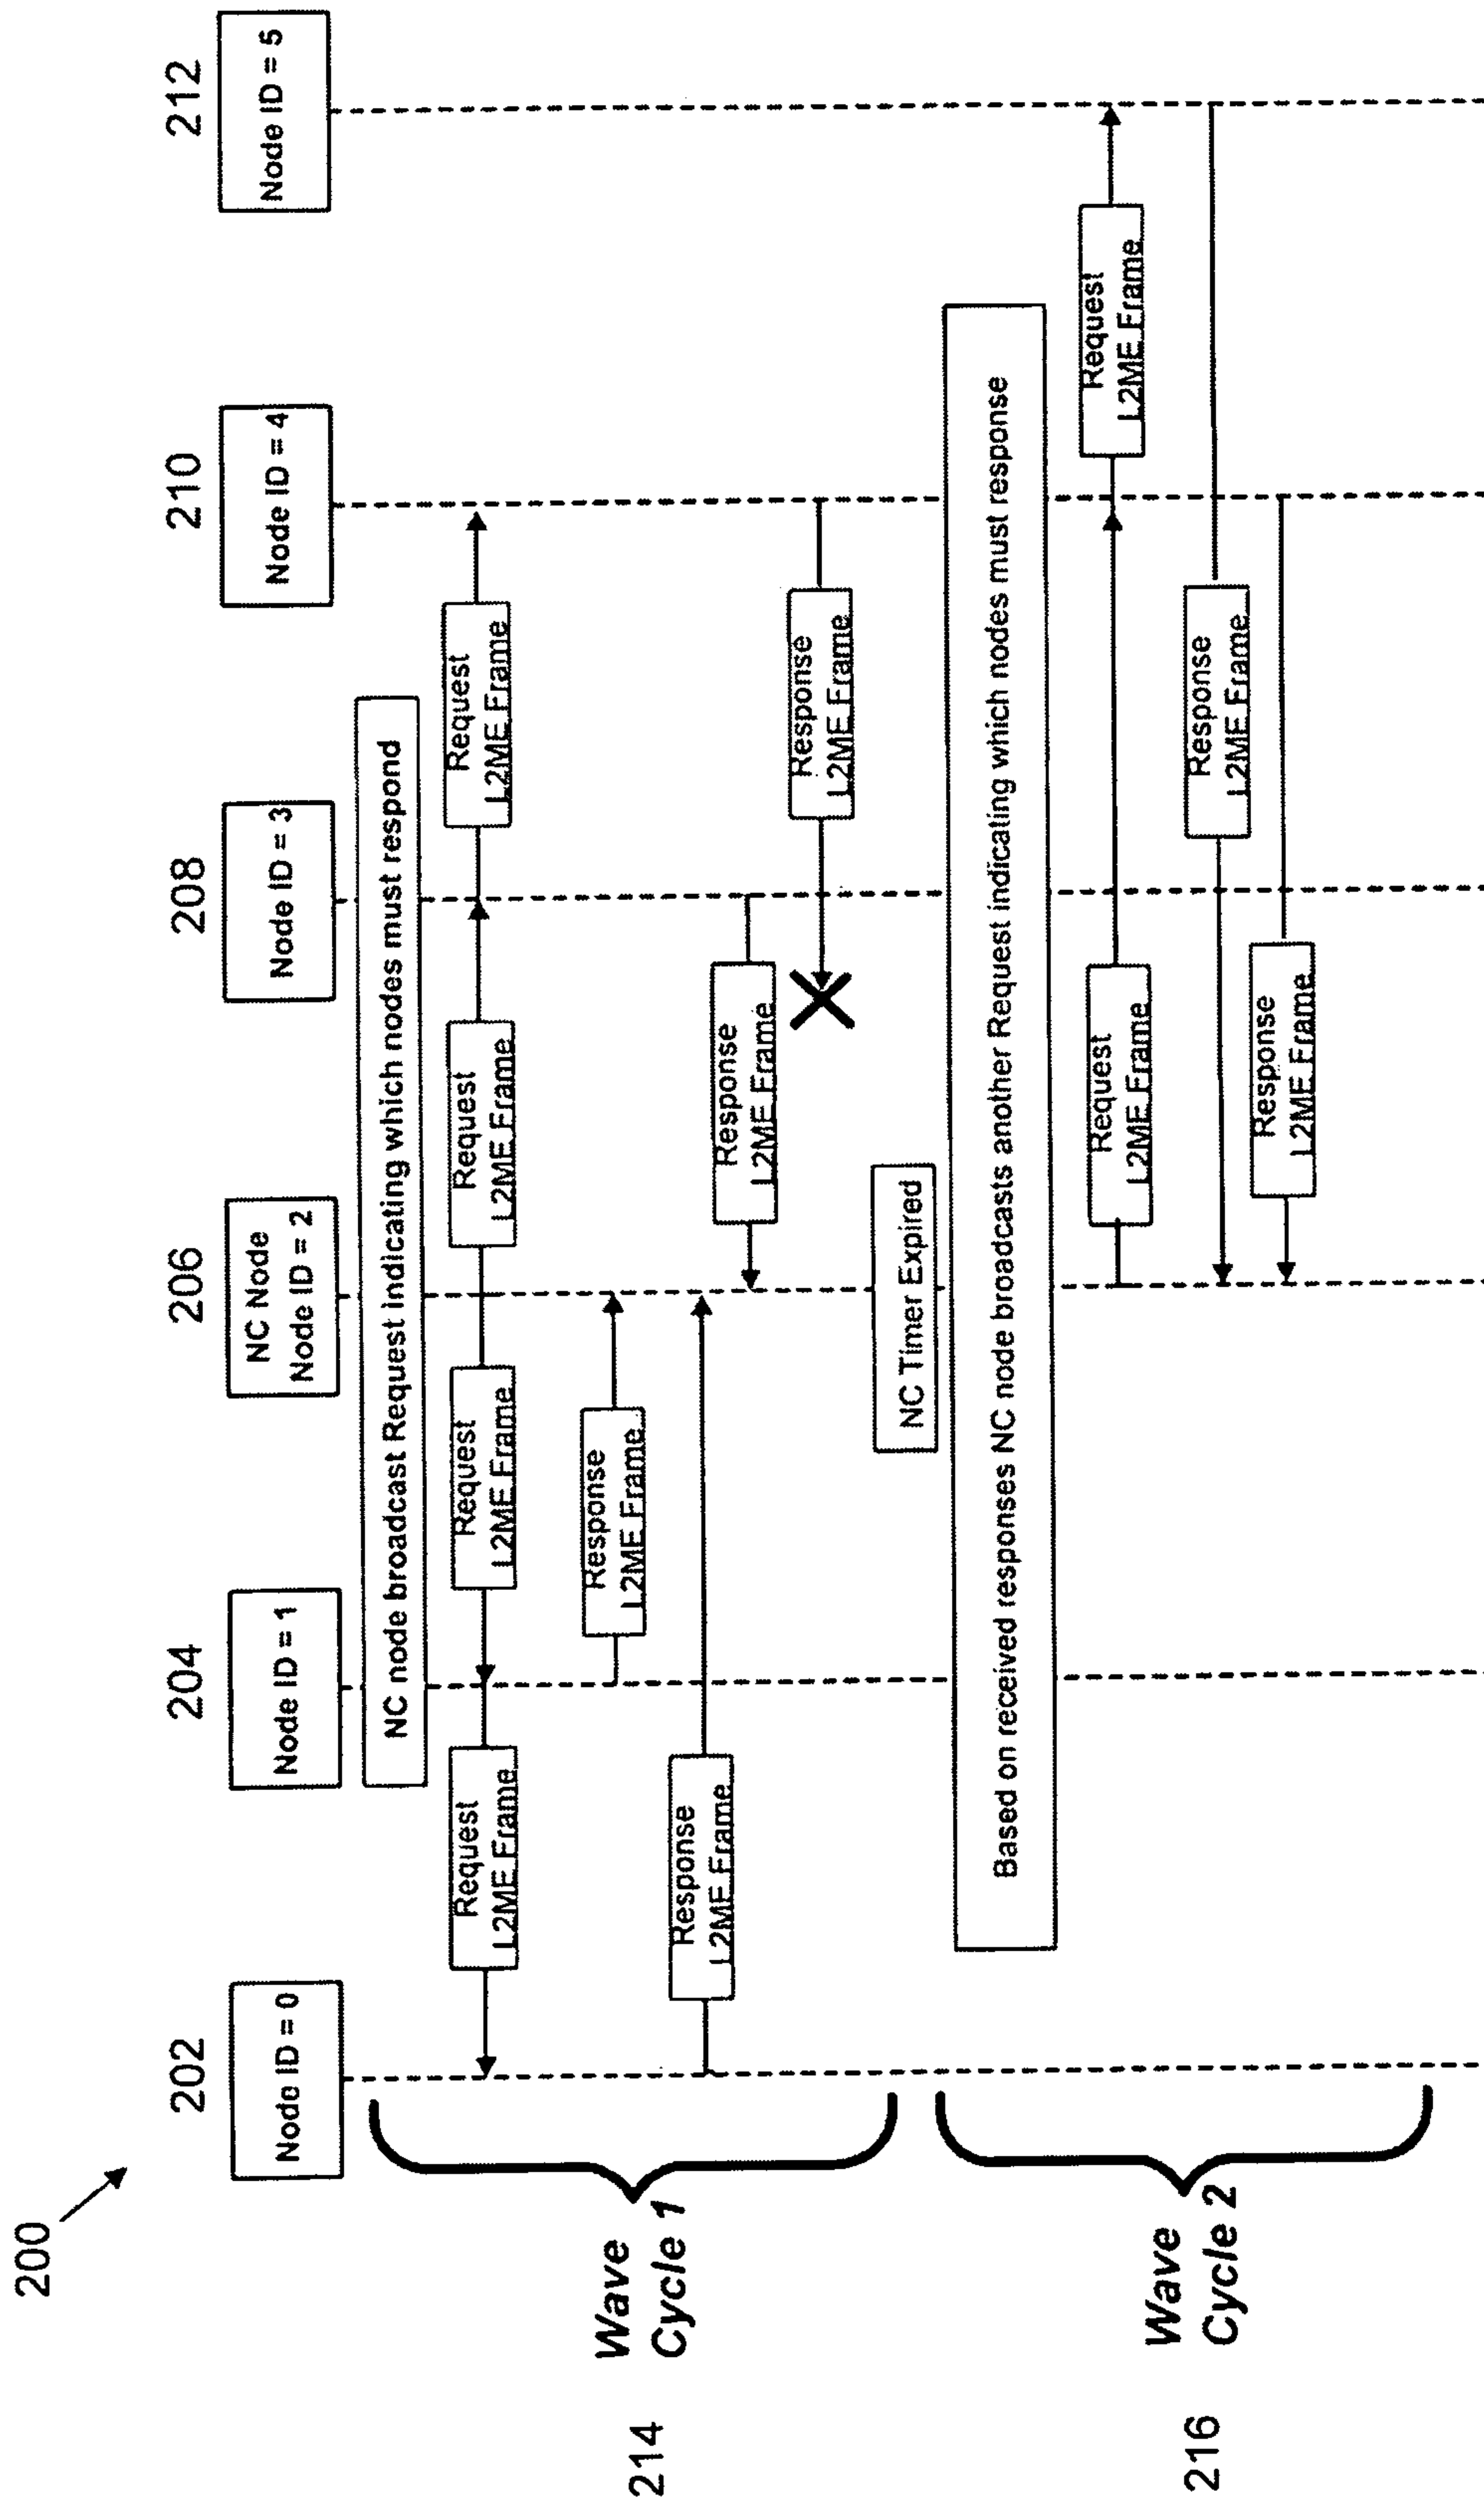 200
202
204
206
208
210
212
Node ID = 0
Node ID = 1
NC Node
Node ID = 2
Node ID = 3
Node ID = 4
Node ID = 5
NC node broadcast Request indicating which nodes must respond
Request
L2ME Frame
Request
L2ME Frame
Request
L2ME Frame
Request
L2ME Frame
Response
L2ME Frame
Response
L2ME Frame
Response
L2ME Frame
Response
L2ME Frame
Wave
Cycle 1
214
NC Timer Expired
Based on received responses NC node broadcasts another Request indicating which nodes must response
Request
L2ME Frame
Request
L2ME Frame
Response
L2ME Frame
Response
L2ME Frame
Wave
Cycle 2
216